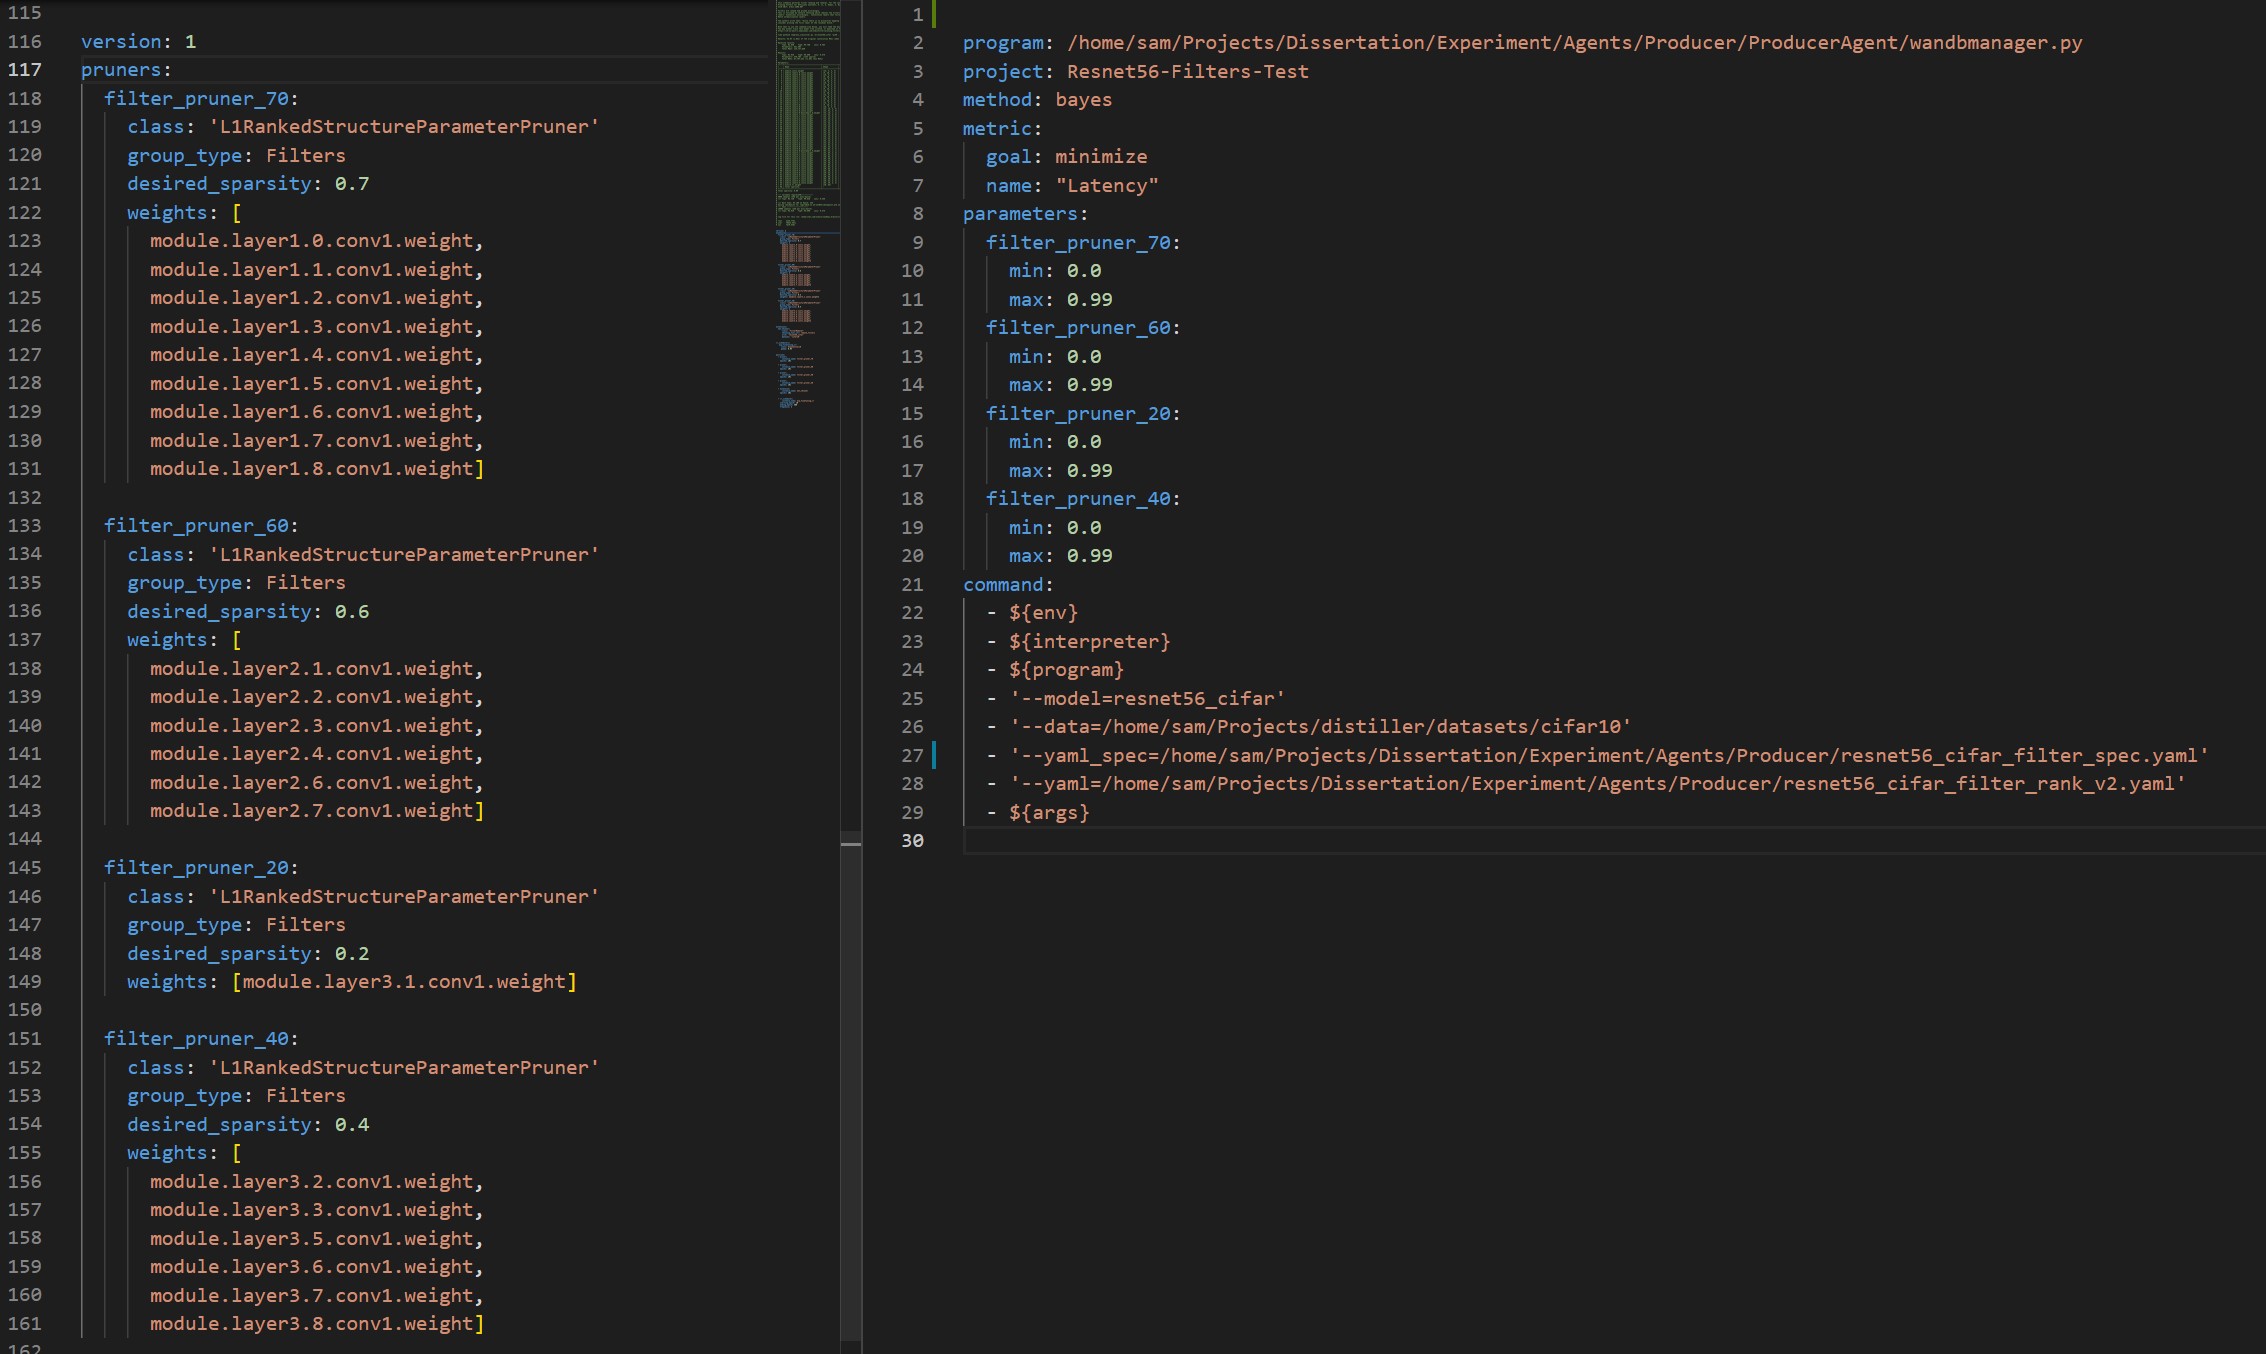 115
116 version: 1
117 pruners:
118 filter_pruner_70:
119 class: 'L1RankedStructureParameterPruner'
120 group_type: Filters
121 desired_sparsity: 0.7
122 weights: [
123 module.layer1.0.conv1.weight,
124 module.layer1.1.conv1.weight,
125 module.layer1.2.conv1.weight,
126 module.layer1.3.conv1.weight,
127 module.layer1.4.conv1.weight,
128 module.layer1.5.conv1.weight,
129 module.layer1.6.conv1.weight,
130 module.layer1.7.conv1.weight,
131 module.layer1.8.conv1.weight]
132
133 filter_pruner_60:
134 class: 'L1RankedStructureParameterPruner'
135 group_type: Filters
136 desired_sparsity: 0.6
137 weights: [
138 module.layer2.1.conv1.weight,
139 module.layer2.2.conv1.weight,
140 module.layer2.3.conv1.weight,
141 module.layer2.4.conv1.weight,
142 module.layer2.6.conv1.weight,
143 module.layer2.7.conv1.weight]
144
145 filter_pruner_20:
146 class: 'L1RankedStructureParameterPruner'
147 group_type: Filters
148 desired_sparsity: 0.2
149 weights: [module.layer3.1.conv1.weight]
150
151 filter_pruner_40:
152 class: 'L1RankedStructureParameterPruner'
153 group_type: Filters
154 desired_sparsity: 0.4
155 weights: [
156 module.layer3.2.conv1.weight,
157 module.layer3.3.conv1.weight,
158 module.layer3.5.conv1.weight,
159 module.layer3.6.conv1.weight,
160 module.layer3.7.conv1.weight,
161 module.layer3.8.conv1.weight]
162
1
2 program: /home/sam/Projects/Dissertation/Experiment/Agents/Producer/ProducerAgent/wandbmanager.py
3 project: Resnet56-Filters-Test
4 method: bayes
5 metric:
6 goal: minimize
7 name: "Latency"
8 parameters:
9 filter_pruner_70:
10 min: 0.0
11 max: 0.99
12 filter_pruner_60:
13 min: 0.0
14 max: 0.99
15 filter_pruner_20:
16 min: 0.0
17 max: 0.99
18 filter_pruner_40:
19 min: 0.0
20 max: 0.99
21 command:
22 - ${env}
23 - ${interpreter}
24 - ${program}
25 - '--model=resnet56_cifar'
26 - '--data=/home/sam/Projects/distiller/datasets/cifar10'
27 - '--yaml_spec=/home/sam/Projects/Dissertation/Experiment/Agents/Producer/resnet56_cifar_filter_spec.yaml'
28 - '--yaml=/home/sam/Projects/Dissertation/Experiment/Agents/Producer/resnet56_cifar_filter_rank_v2.yaml'
29 - ${args}
30